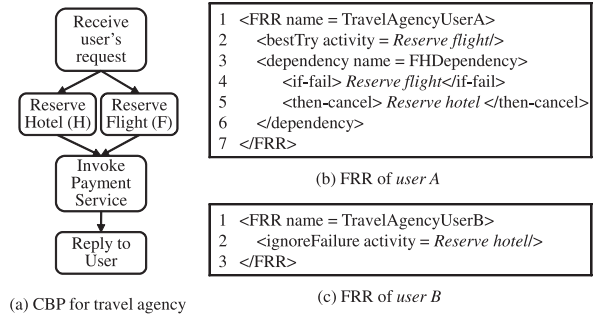 Receive
user's
request
Reserve
Hotel (H)
Reserve
Flight (F)
Invoke
Payment
Service
Reply to
User
(a) CBP for travel agency
1 <FRR name = TravelAgencyUserA>
2 <bestTry activity = Reserve flight/>
3 <dependency name = FHDependency>
4 <if-fail> Reserve flight</if-fail>
5 <then-cancel> Reserve hotel </then-cancel>
6 </dependency>
7 </FRR>
(b) FRR of user A
1 <FRR name = TravelAgencyUserB>
2 <ignoreFailure activity = Reserve hotel/>
3 </FRR>
(c) FRR of user B